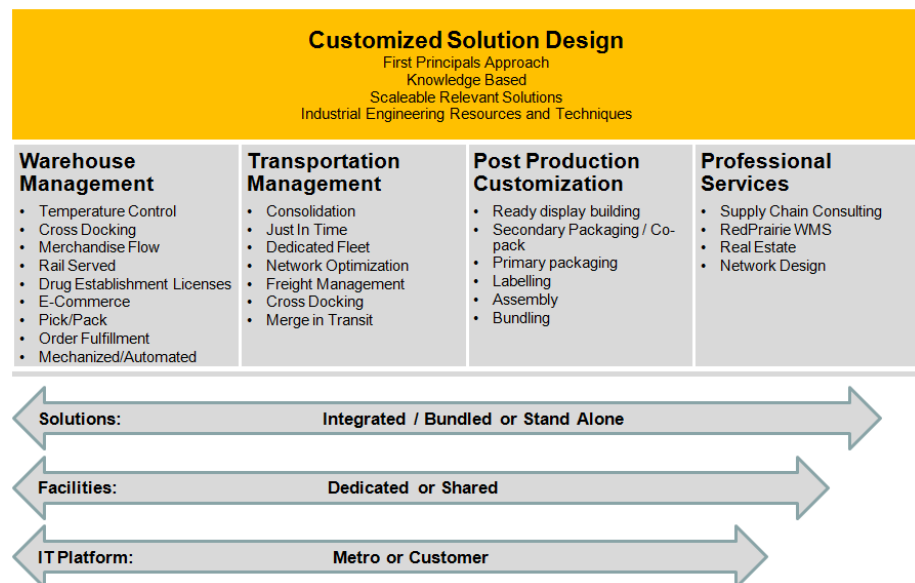 Customized Solution Design
First Principals Approach
Knowledge Based
Scaleable Relevant Solutions
Industrial Engineering Resources and Techniques
Warehouse
Management
• Temperature Control
• Cross Docking
• Merchandise Flow
• Rail Served
• Drug Establishment Licenses
• E-Commerce
• Pick/Pack
• Order Fulfillment
• Mechanized/Automated
Transportation
Management
• Consolidation
• Just In Time
• Dedicated Fleet
• Network Optimization
• Freight Management
• Cross Docking
• Merge in Transit
Post Production
Customization
• Ready display building
• Secondary Packaging / Co-
pack
• Primary packaging
• Labelling
• Assembly
• Bundling
Professional
Services
• Supply Chain Consulting
• RedPrairie WMS
• Real Estate
• Network Design
Solutions: Integrated / Bundled or Stand Alone
Facilities: Dedicated or Shared
IT Platform: Metro or Customer